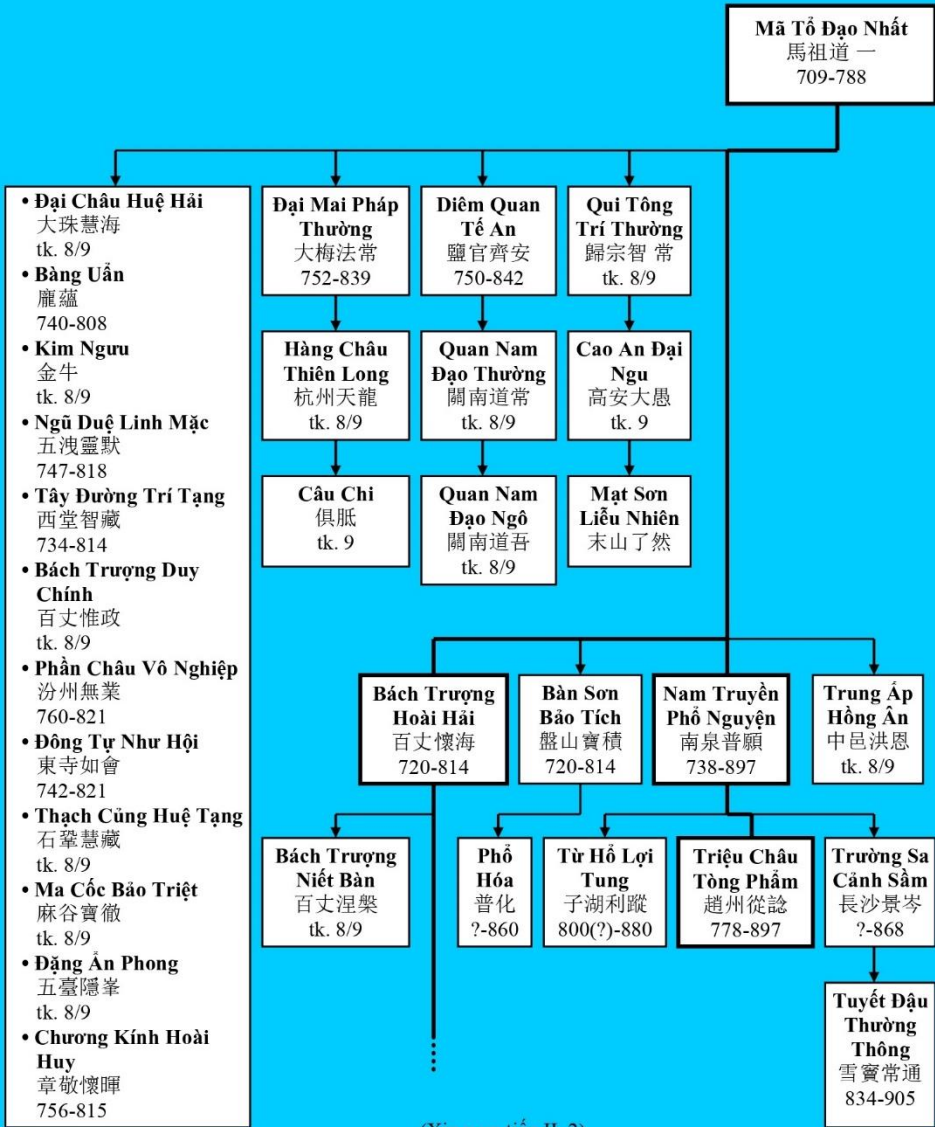 Mã Tổ Đạo Nhất
馬祖道 一
709-788
• Đại Châu Huệ Hải
大珠慧海
tk. 8/9
• Bàng Uẩn
龐蘊
740-808
• Kim Ngưu
金牛
tk. 8/9
• Ngũ Duệ Linh Mặc
五洩靈默
747-818
• Tây Đường Trí Tạng
西堂智藏
734-814
• Bách Trượng Duy
Chính
百丈惟政
tk. 8/9
• Phần Châu Vô Nghiệp
汾州無業
760-821
• Đông Tự Như Hội
東寺如會
742-821
• Thạch Củng Huệ Tạng
石鞏慧藏
tk. 8/9
• Ma Cốc Bảo Triệt
麻谷寶徹
tk. 8/9
• Đặng Ẩn Phong
五臺隱峯
tk. 8/9
• Chương Kính Hoài
Huy
章敬懷暉
756-815
Đại Mai Pháp
Thường
大梅法常
752-839
Diêm Quan
Tế An
鹽官齊安
750-842
Qui Tông
Trí Thường
歸宗智 常
tk. 8/9
Hàng Châu
Thiên Long
杭州天龍
tk. 8/9
Quan Nam
Đạo Thường
關南道常
tk. 8/9
Cao An Đại
Ngu
高安大愚
tk. 9
Câu Chi
俱胝
tk. 9
Quan Nam
Đạo Ngô
關南道吾
tk. 8/9
Mạt Sơn
Liễu Nhiên
末山了然
Bách Trượng
Hoài Hải
百丈懷海
720-814
Bàn Sơn
Bảo Tích
盤山寶積
720-814
Nam Truyền
Phổ Nguyện
南泉普願
738-897
Trung Áp
Hồng Ân
中邑洪恩
tk. 8/9
Bách Trượng
Niết Bàn
百丈涅槃
tk. 8/9
Phổ
Hóa
普化
?-860
Từ Hổ Lợi
Tung
子湖利蹤
800(?)-880
Triệu Châu
Tòng Phẩm
趙州從諗
778-897
Trường Sa
Cảnh Sầm
長沙景岑
?-868
Tuyết Đậu
Thường
Thông
雪竇常通
834-905